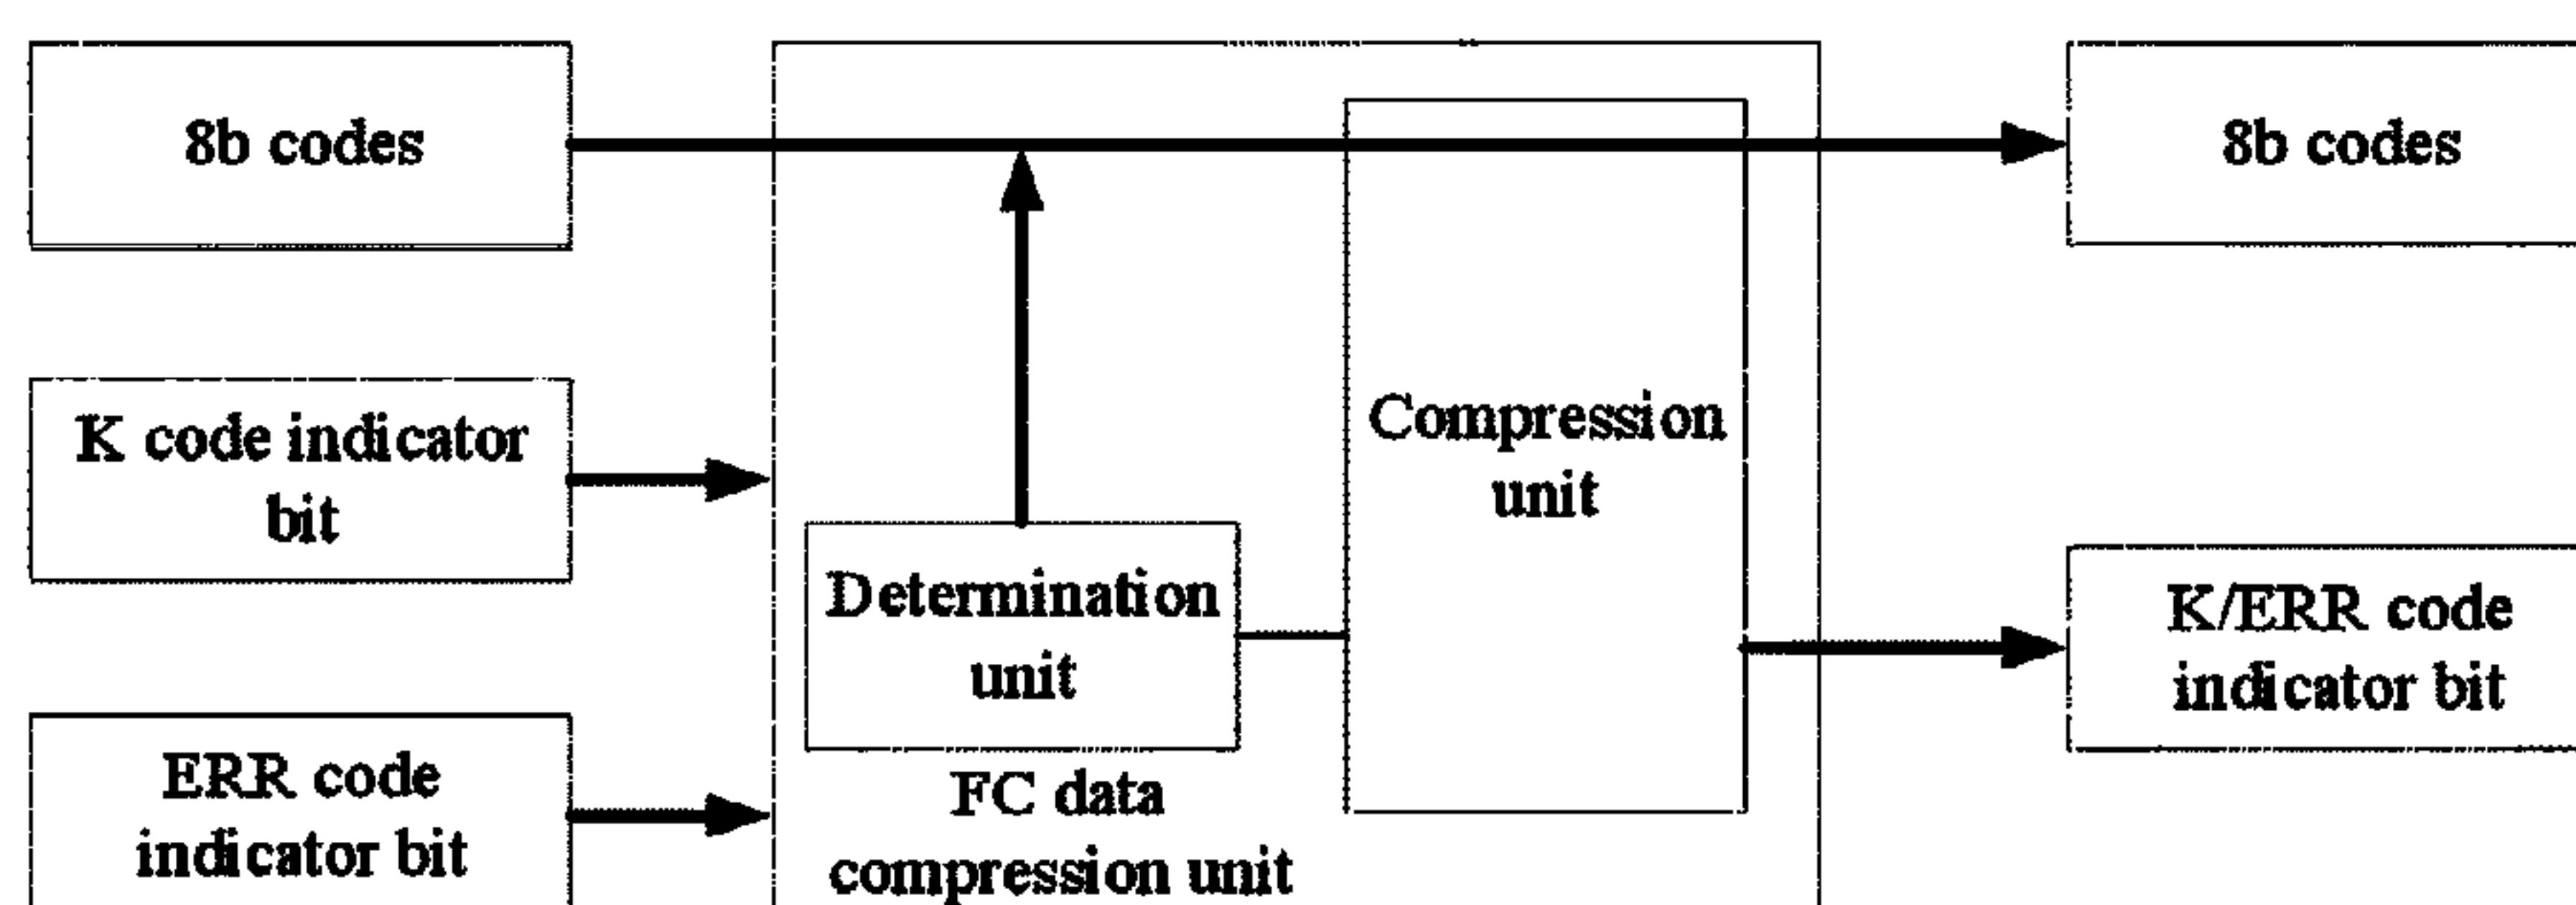 8b codes
8b codes
K code indicator
bit
Compression
unit
Determination
unit
K/ERR code
indicator bit
ERR code
indicator bit
FC data
compression unit